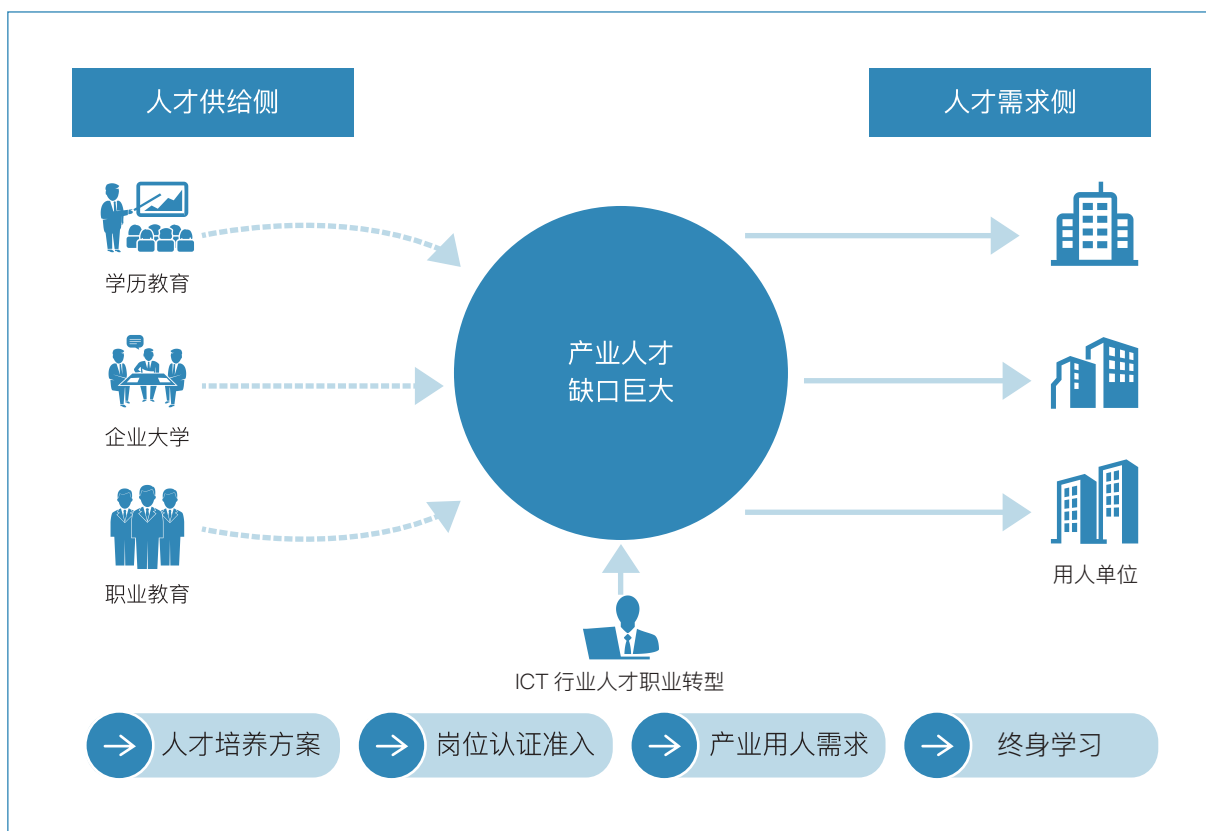 人才供给侧
人才需求侧
学历教育
产业人才
缺口巨大
企业大学
职业教育
用人单位
ICT 行业人才职业转型
人才培养方案
岗位认证准入
产业用人需求
终身学习